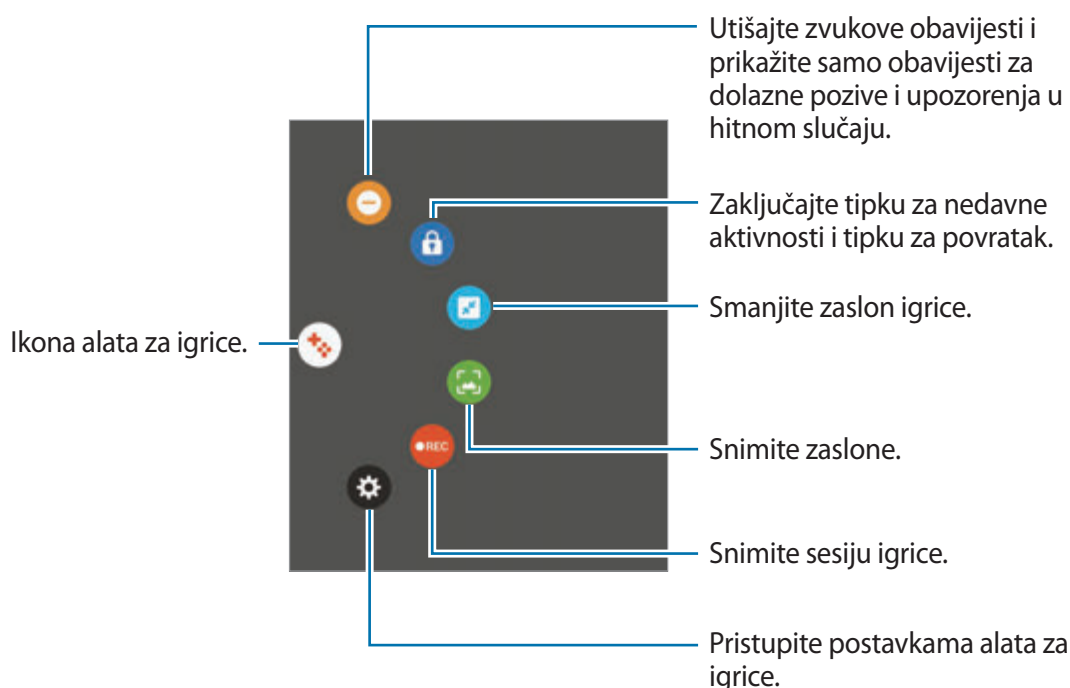 Utišajte zvukove obavijesti i
prikažite samo obavijesti za
dolazne pozive i upozorenja u
hitnom slučaju.
Zaključajte tipku za nedavne
aktivnosti i tipku za povratak.
Smanjite zaslon igrice.
Ikona alata za igrice.
Snimite zaslone.
REC
Snimite sesiju igrice.
Pristupite postavkama alata za
igrice.